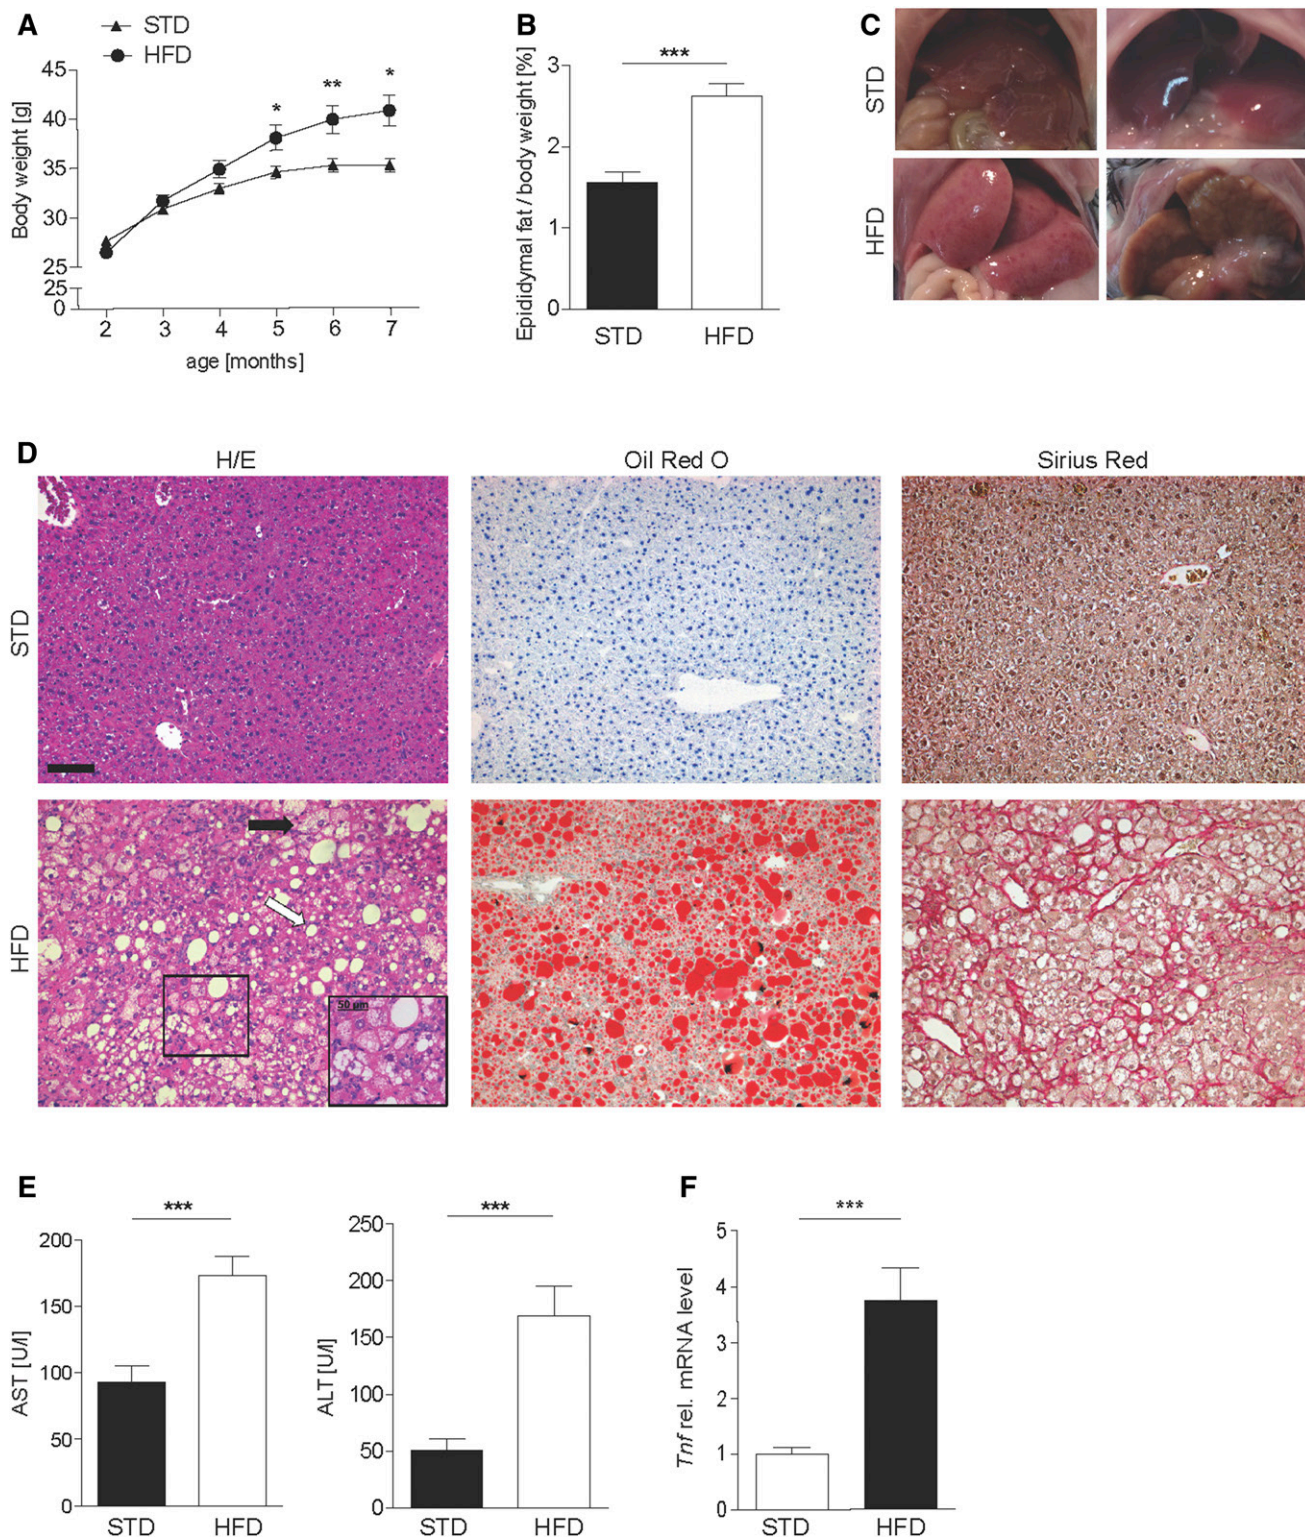 A
STD
HFD
Body weight [g]
45
40
35
30
25
25
0
*
**
*
2 3 4 5 6 7
age [months]
B
Epididymal fat / body weight [%]
3
2
1
0
***
STD HFD
C
STD
HFD
D
H/E Oil Red O Sirius Red
STD
HFD
50 µm
E
AST [U/l]
200
150
100
50
0
***
STD HFD
ALT [U/l]
250
200
150
100
50
0
***
STD HFD
F
Tnf rel. mRNA level
5
4
3
2
1
0
***
STD HFD